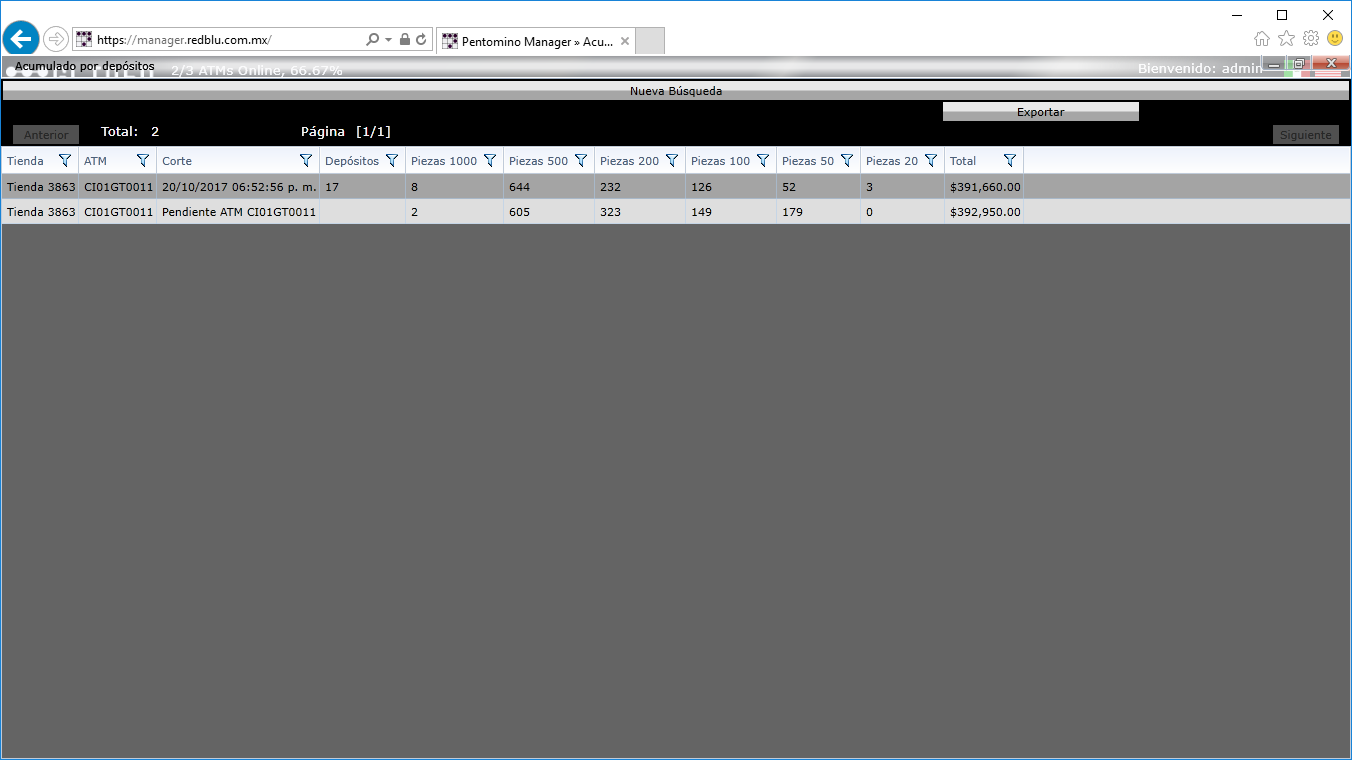 https://manager.redblu.com.mx/
Pentomino Manager » Acu...
Acumulado por depósitos
2/3 ATMs Online, 66.67%
Bienvenido: admin
Nueva Búsqueda
Exportar
Anterior Total: 2 Página [1/1] Siguiente
Tienda ATM Corte Depósitos Piezas 1000 Piezas 500 Piezas 200 Piezas 100 Piezas 50 Piezas 20 Total
Tienda 3863 CI01GT0011 20/10/2017 06:52:56 p. m. 17 8 644 232 126 52 3 $391,660.00
Tienda 3863 CI01GT0011 Pendiente ATM CI01GT0011 2 605 323 149 179 0 $392,950.00